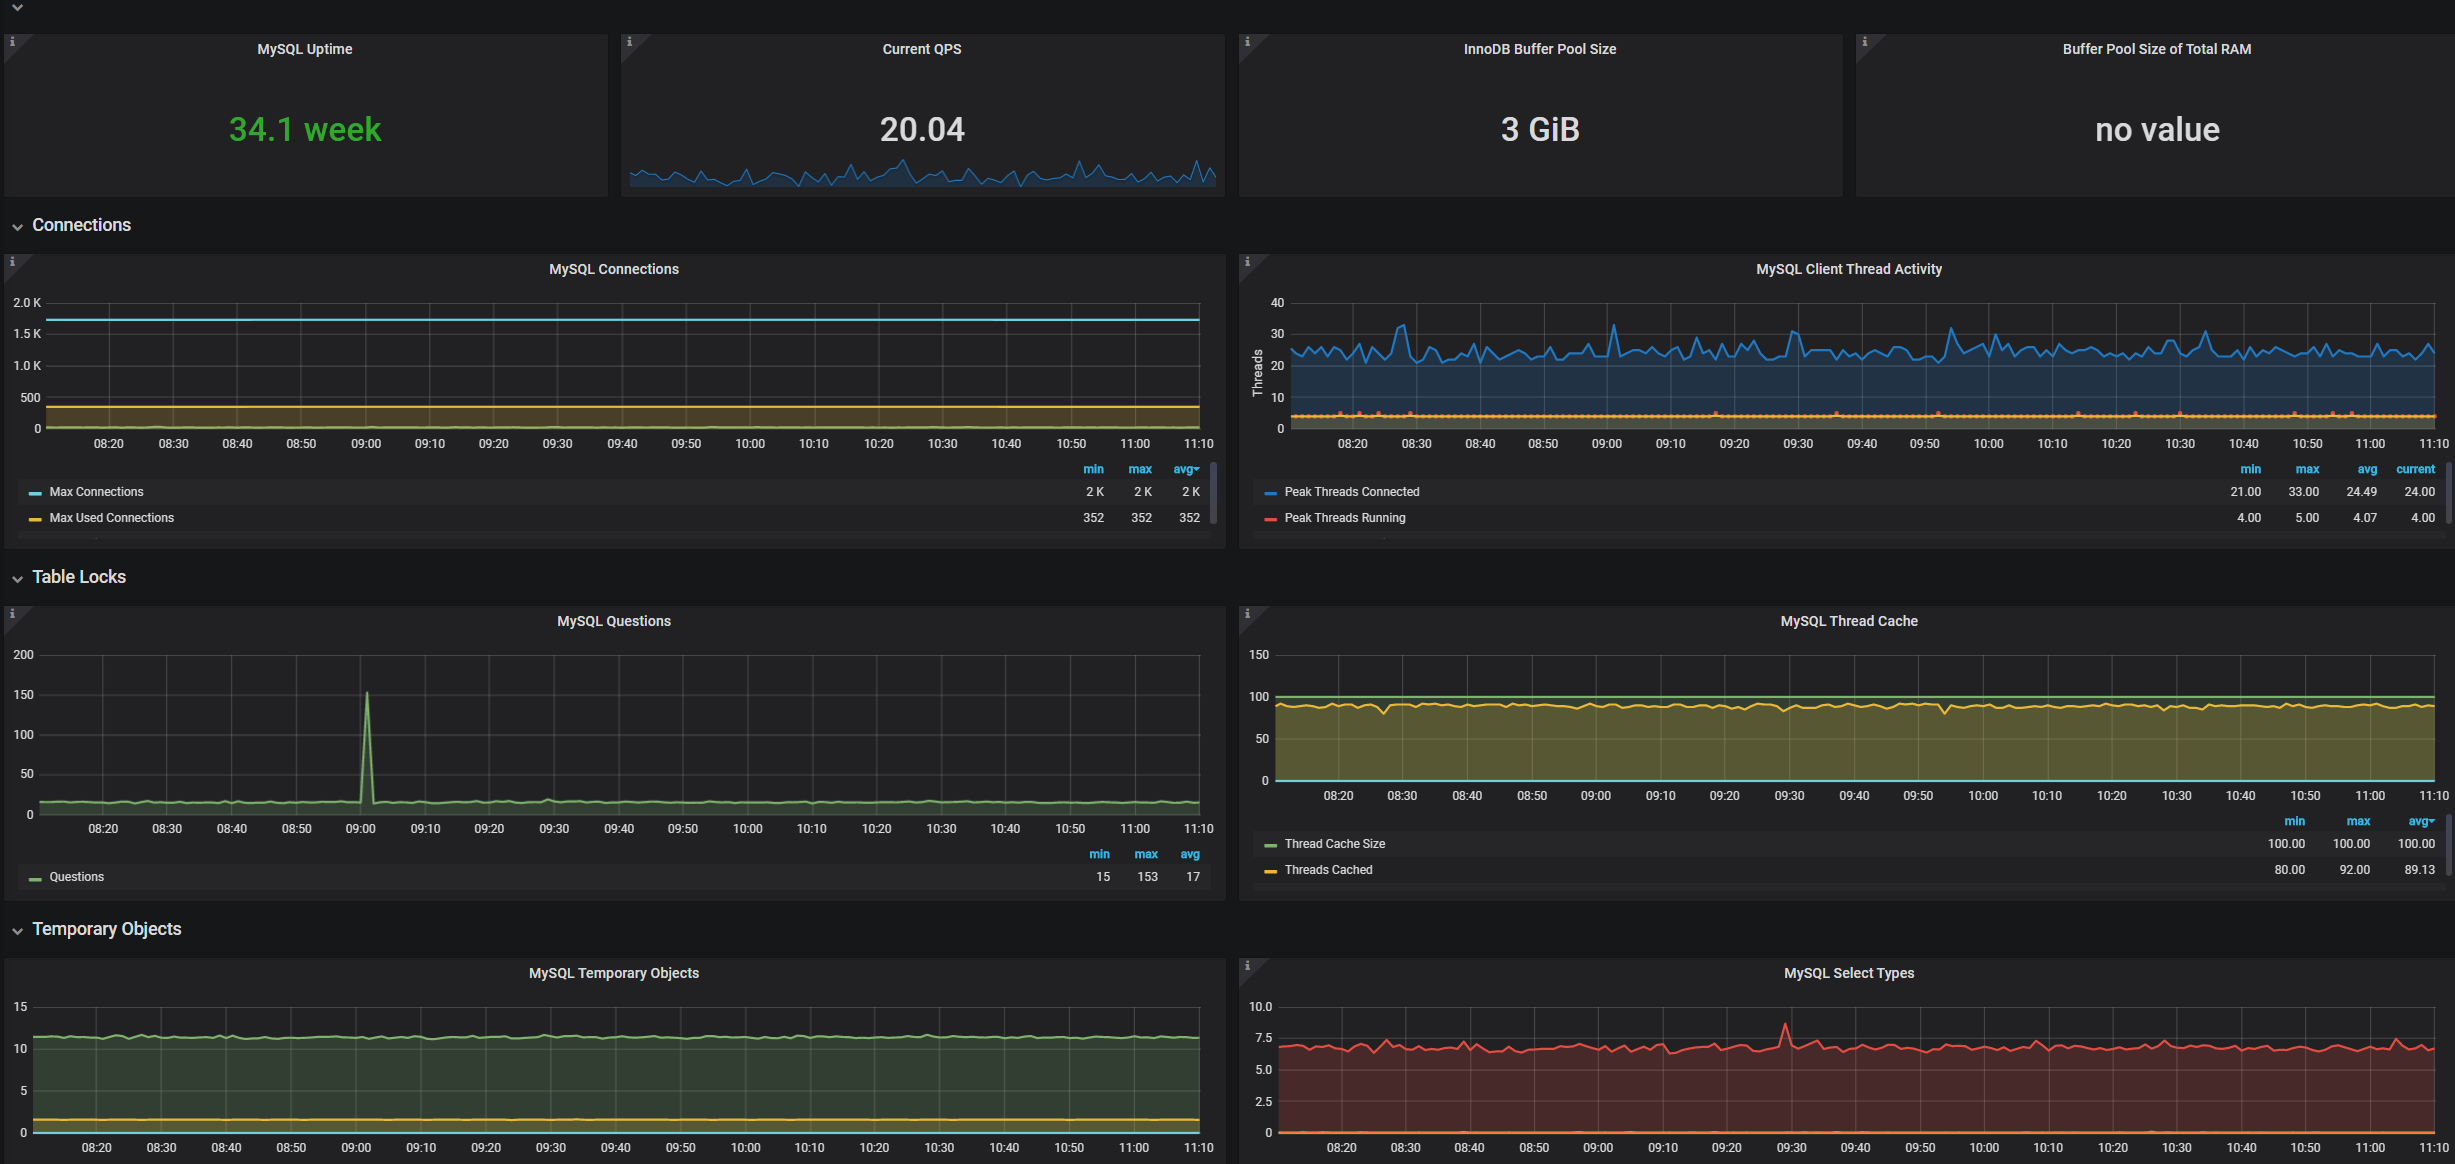 MySQL Uptime
34.1 week
Current QPS
20.04
InnoDB Buffer Pool Size
3 GiB
Buffer Pool Size of Total RAM
no value
Connections
MySQL Connections
2.0 K
1.5 K
1.0 K
500
0
08:20 08:30 08:40 08:50 09:00 09:10 09:20 09:30 09:40 09:50 10:00 10:10 10:20 10:30 10:40 10:50 11:00 11:10
min max avg
Max Connections 2 K 2 K 2 K
Max Used Connections 352 352 352
MySQL Client Thread Activity
Threads
40
30
20
10
0
08:20 08:30 08:40 08:50 09:00 09:10 09:20 09:30 09:40 09:50 10:00 10:10 10:20 10:30 10:40 10:50 11:00 11:10
min max avg current
Peak Threads Connected 21.00 33.00 24.49 24.00
Peak Threads Running 4.00 5.00 4.07 4.00
Table Locks
MySQL Questions
200
150
100
50
0
08:20 08:30 08:40 08:50 09:00 09:10 09:20 09:30 09:40 09:50 10:00 10:10 10:20 10:30 10:40 10:50 11:00 11:10
min max avg
Questions 15 153 17
MySQL Thread Cache
150
100
50
0
08:20 08:30 08:40 08:50 09:00 09:10 09:20 09:30 09:40 09:50 10:00 10:10 10:20 10:30 10:40 10:50 11:00 11:10
min max avg
Thread Cache Size 100.00 100.00 100.00
Threads Cached 80.00 92.00 89.13
Temporary Objects
MySQL Temporary Objects
15
10
5
0
08:20 08:30 08:40 08:50 09:00 09:10 09:20 09:30 09:40 09:50 10:00 10:10 10:20 10:30 10:40 10:50 11:00 11:10
MySQL Select Types
10.0
7.5
5.0
2.5
0
08:20 08:30 08:40 08:50 09:00 09:10 09:20 09:30 09:40 09:50 10:00 10:10 10:20 10:30 10:40 10:50 11:00 11:10